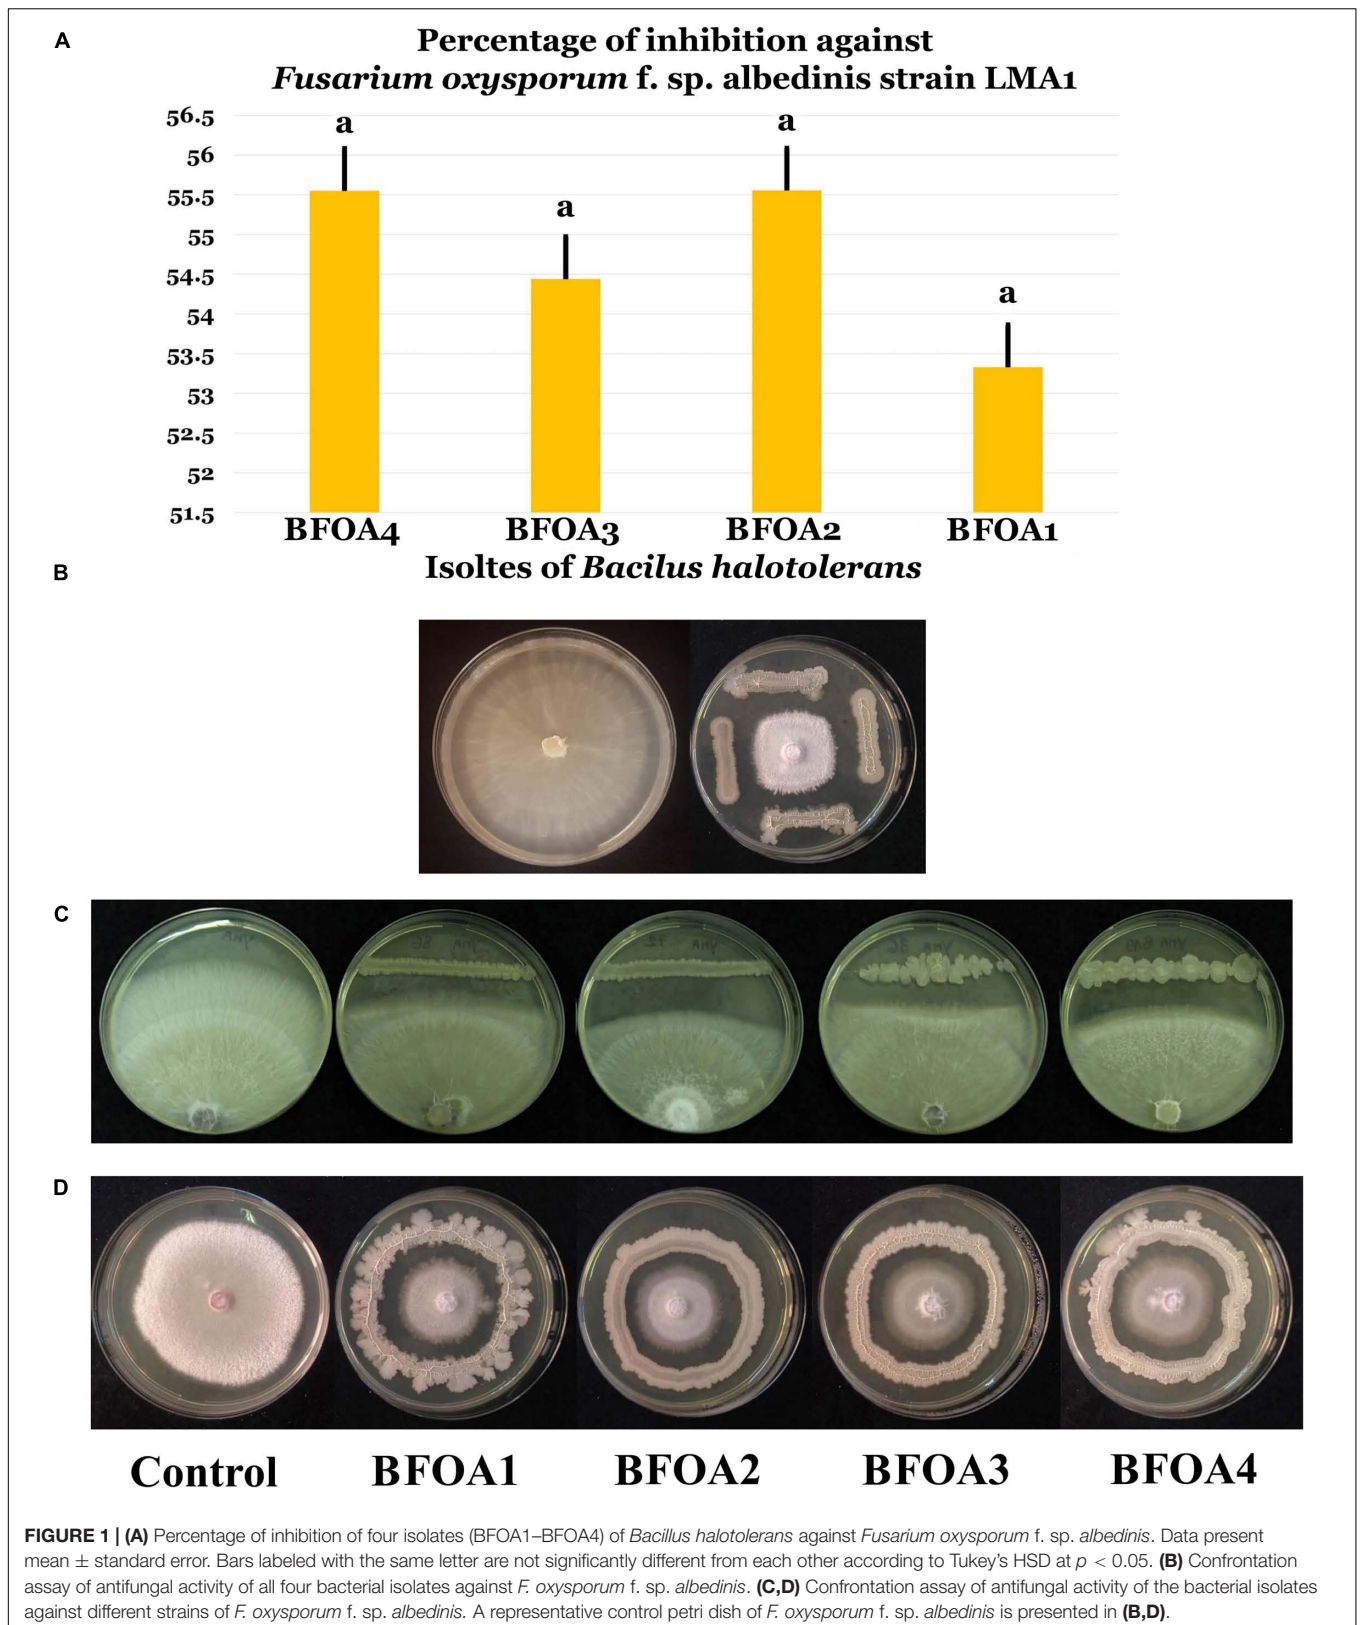 A
Percentage of inhibition against
Fusarium oxysporum f. sp. albedinis strain LMA1
56.5
56
55.5
55
54.5
54
53.5
53
52.5
52
51.5
a
a
a
a
BFOA4 BFOA3 BFOA2 BFOA1
Isoltes of Bacilus halotolerans
B
C
D
Control BFOA1 BFOA2 BFOA3 BFOA4
FIGURE 1 | (A) Percentage of inhibition of four isolates (BFOA1–BFOA4) of Bacillus halotolerans against Fusarium oxysporum f. sp. albedinis. Data present
mean ± standard error. Bars labeled with the same letter are not significantly different from each other according to Tukey's HSD at p < 0.05. (B) Confrontation
assay of antifungal activity of all four bacterial isolates against F. oxysporum f. sp. albedinis. (C,D) Confrontation assay of antifungal activity of the bacterial isolates
against different strains of F. oxysporum f. sp. albedinis. A representative control petri dish of F. oxysporum f. sp. albedinis is presented in (B,D).